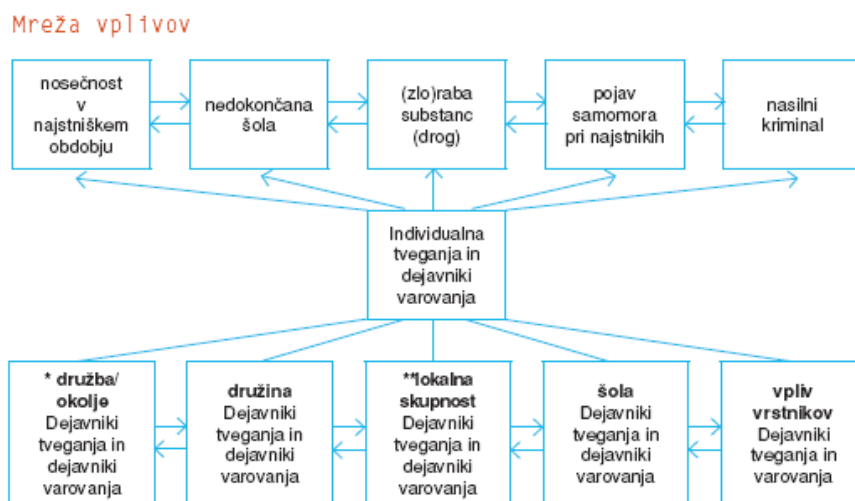 Mreža vplivov
nosečnost
v
najstniškem
obdobju
nedokončana
šola
(zlo)raba
substanc
(drog)
pojav
samomora
pri najstnikih
nasilni
kriminal
Individualna
tveganja in
dejavniki
varovanja
* družba/
okolje
Dejavniki
tveganja in
dejavniki
varovanja
družina
Dejavniki
tveganja in
dejavniki
varovanja
**lokalna
skupnost
Dejavniki
tveganja in
dejavniki
varovanja
šola
Dejavniki
tveganja in
dejavniki
varovanja
vpliv
vrstnikov
Dejavniki
tveganja in
varovanja